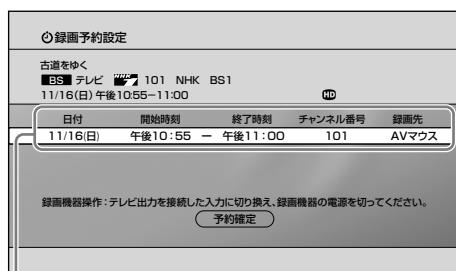 録画予約設定
古道をゆく
BS テレビ 101 NHK BS1
11/16(日) 午後10:55−11:00 HD
日付 開始時刻 終了時刻 チャンネル番号 録画先
11/16(日) 午後10:55 − 午後11:00 101 AVマウス
録画機器操作：テレビ出力を接続した入力に切り換え、録画機器の電源を切ってください。
予約確定